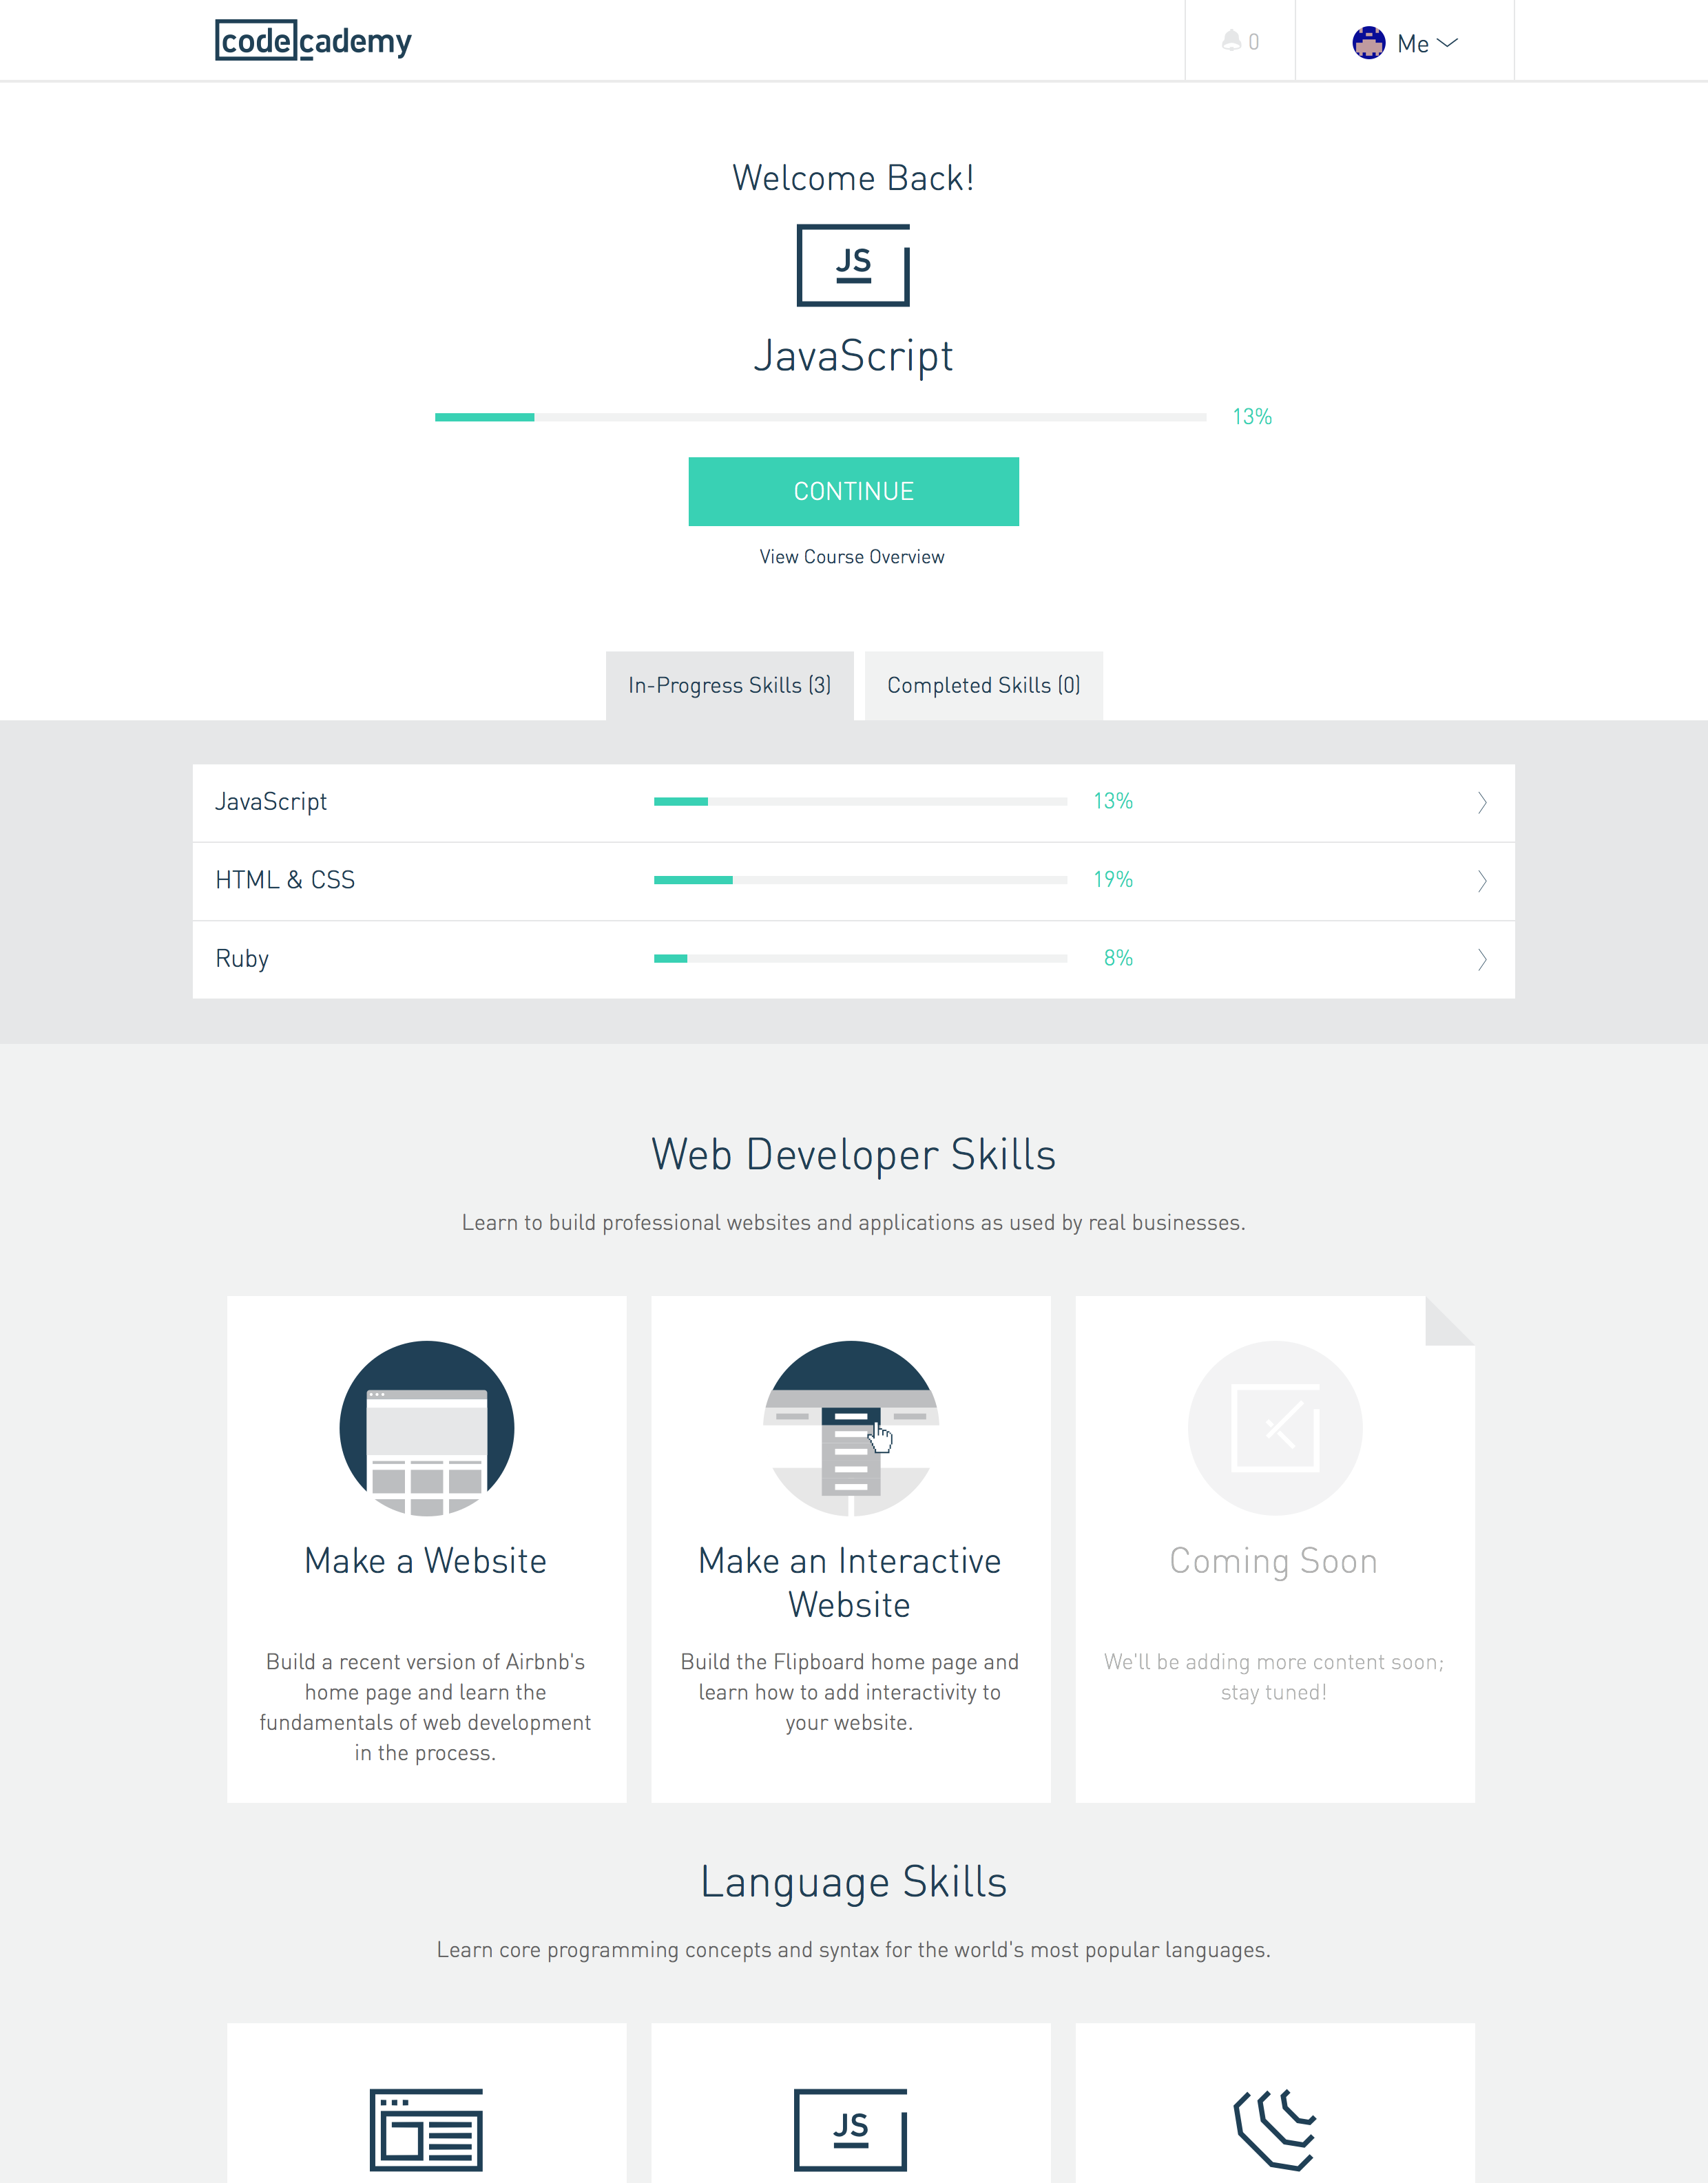 codecademy
0
Me
Welcome Back!
JS
JavaScript
13%
CONTINUE
View Course Overview
In-Progress Skills (3)
Completed Skills (0)
JavaScript
13%
HTML & CSS
19%
Ruby
8%
Web Developer Skills
Learn to build professional websites and applications as used by real businesses.
Make a Website
Build a recent version of Airbnb's
home page and learn the
fundamentals of web development
in the process.
Make an Interactive
Website
Build the Flipboard home page and
learn how to add interactivity to
your website.
Coming Soon
We'll be adding more content soon;
stay tuned!
Language Skills
Learn core programming concepts and syntax for the world's most popular languages.
JS